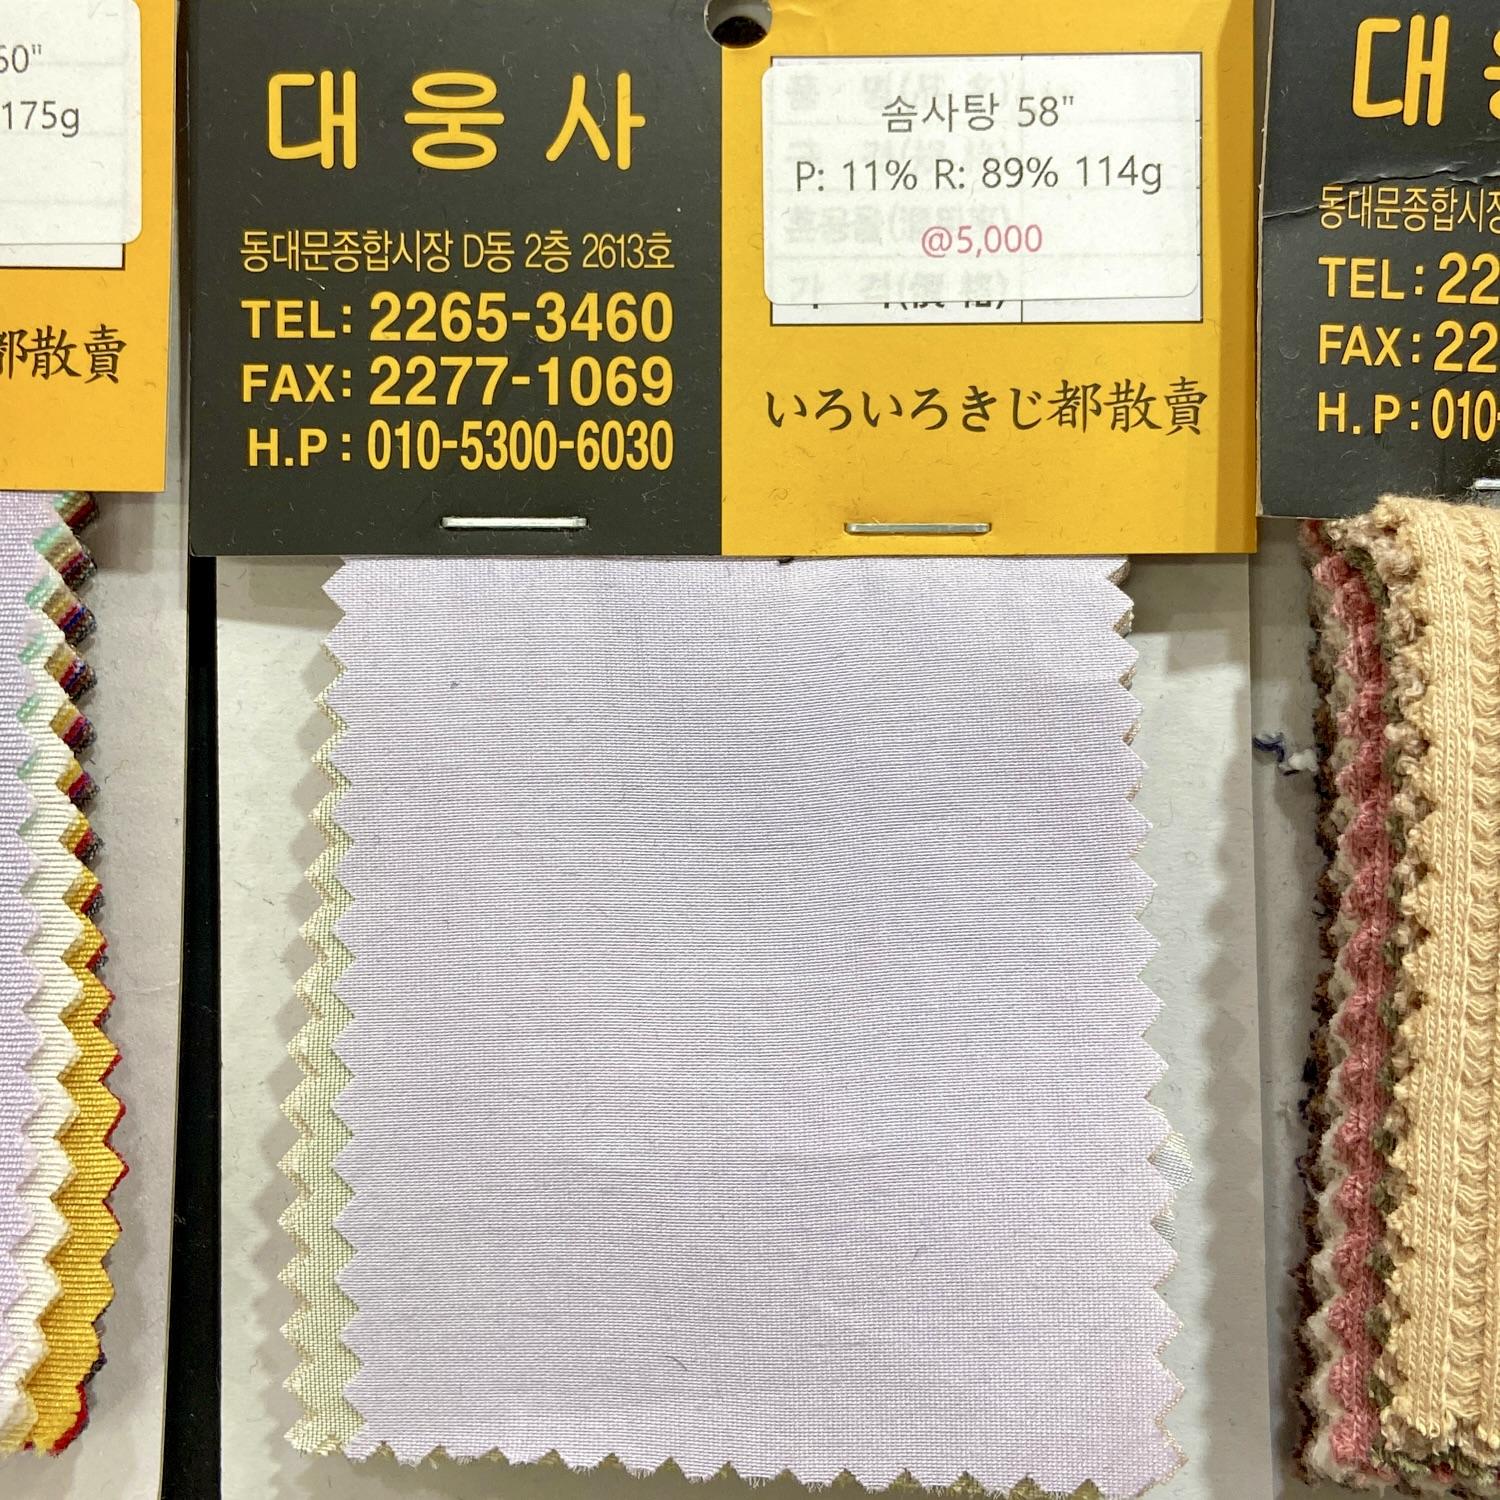 60"
175g
都散賣
대웅사
동대문종합시장 D동 2층 2613호
TEL: 2265-3460
FAX: 2277-1069
H.P : 010-5300-6030
솜사탕 58"
P: 11% R: 89% 114g
@5,000
いろいろきじ都散賣
대
동대문종합시장
TEL: 22
FAX: 22
H.P: 010-